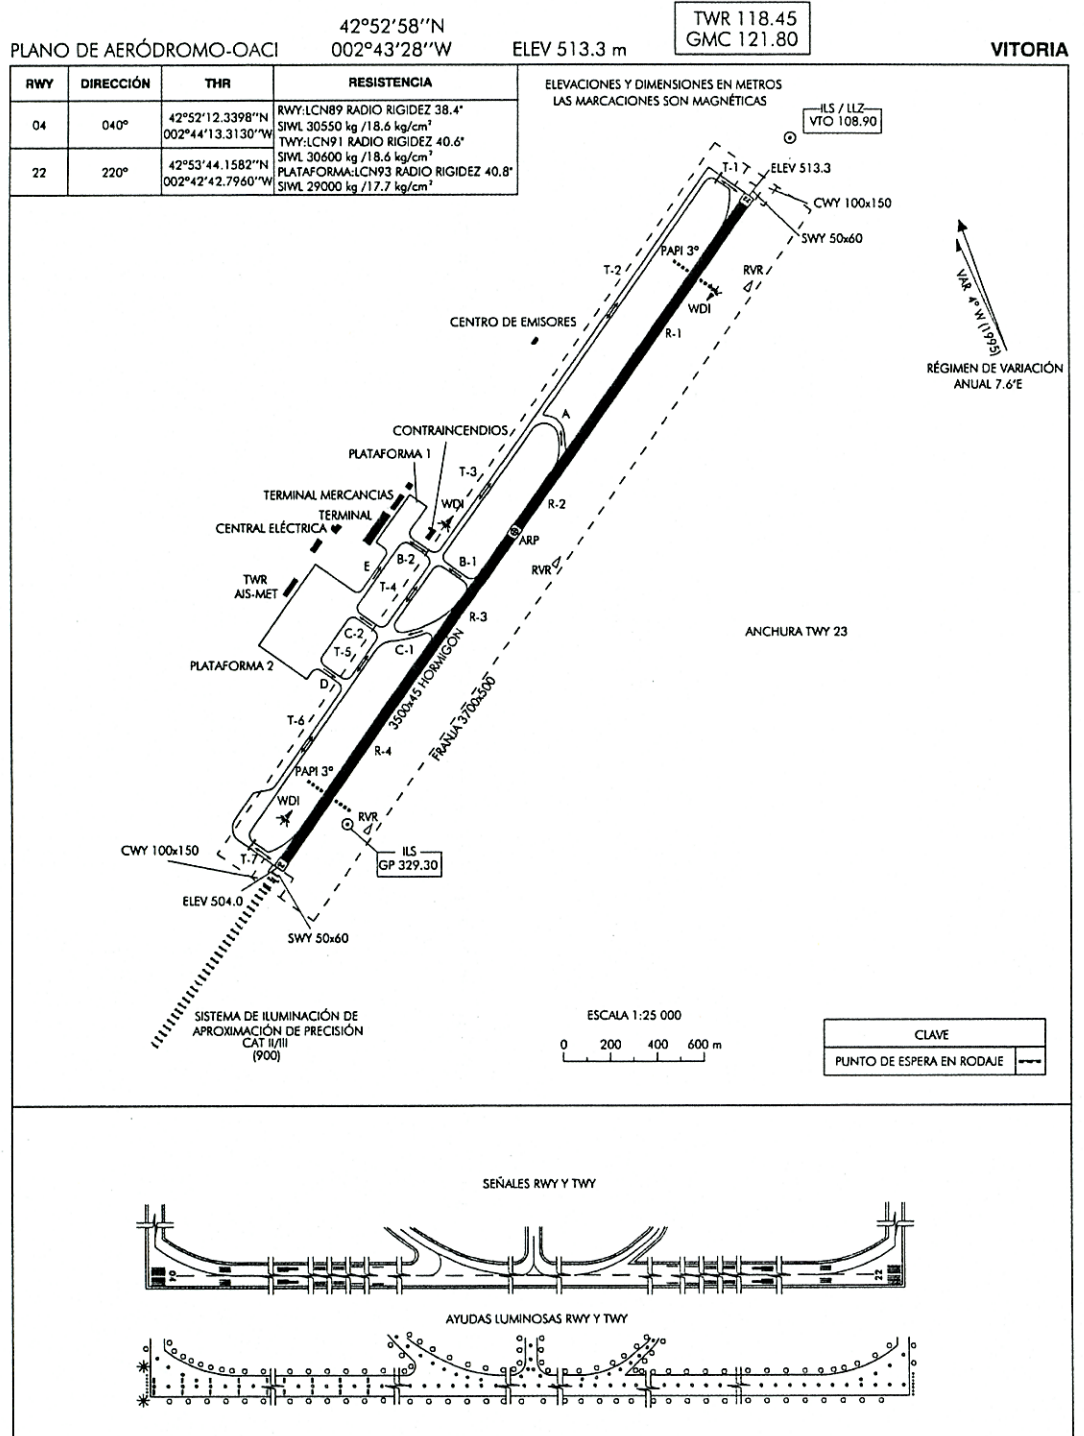 42°52'58''N
002°43'28''W
TWR 118.45
GMC 121.80
PLANO DE AERÓDROMO-OACI
ELEV 513.3 m
VITORIA
RWY DIRECCIÓN THR RESISTENCIA
04 040° 42°52'12.3398''N
002°44'13.3130''W
22 220° 42°53'44.1582''N
002°42'42.7960''W
RWY:LCN89 RADIO RIGIDEZ 38.4"
SIWL 30550 kg /18.6 kg/cm²
TWY:LCN91 RADIO RIGIDEZ 40.6"
SIWL 30600 kg /18.6 kg/cm²
PLATAFORMA:LCN93 RADIO RIGIDEZ 40.8"
SIWL 29000 kg /17.7 kg/cm²
ELEVACIONES Y DIMENSIONES EN METROS
LAS MARCACIONES SON MAGNÉTICAS
ILS / LLZ
VTO 108.90
T-1
ELEV 513.3
CWY 100x150
SWY 50x60
PAPI 3°
RVR
T-2
WDI
VAR 4° W (1995)
CENTRO DE EMISORES
R-1
RÉGIMEN DE VARIACIÓN
ANUAL 7.6'E
A
CONTRAINCENDIOS
PLATAFORMA 1
T-3
TERMINAL MERCANCIAS
WDI
R-2
TERMINAL
CENTRAL ELÉCTRICA
ARP
B-2
B-1
E
RVR
TWR
AIS-MET
T-4
R-3
C-2
C-1
T-5
ANCHURA TWY 23
PLATAFORMA 2
D
3500x45 HORMIGÓN
FRANJA 3700x500
T-6
R-4
PAPI 3°
WDI
RVR
CWY 100x150
T-7
ILS
GP 329.30
ELEV 504.0
SWY 50x60
SISTEMA DE ILUMINACIÓN DE
APROXIMACIÓN DE PRECISIÓN
CAT II/III
(900)
ESCALA 1:25 000
0 200 400 600 m
CLAVE
PUNTO DE ESPERA EN RODAJE
SEÑALES RWY Y TWY
04
22
AYUDAS LUMINOSAS RWY Y TWY